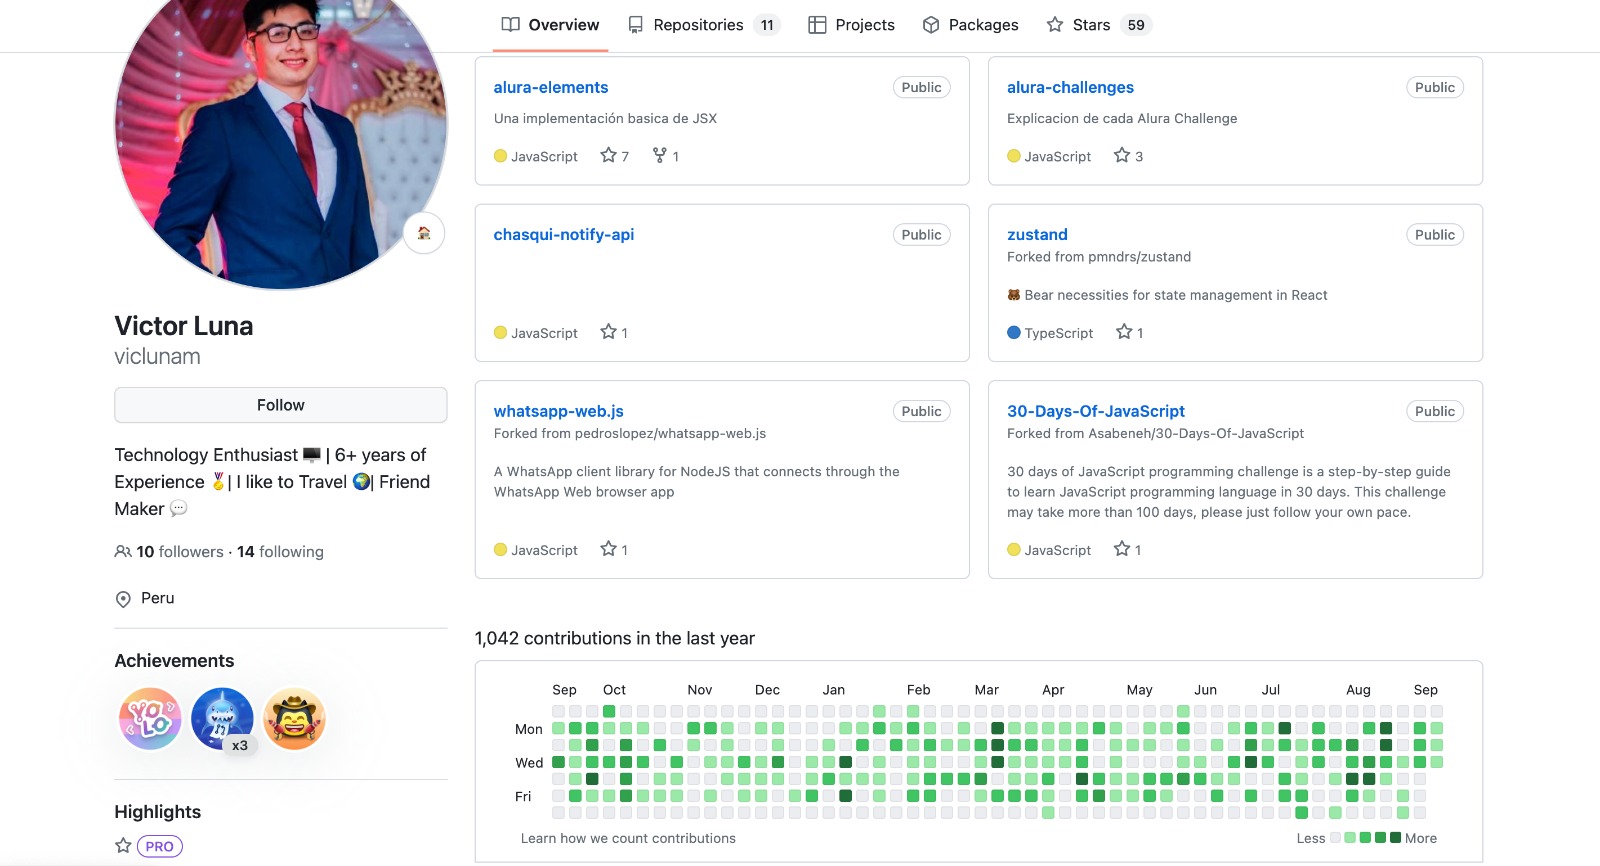 Overview
Repositories 11
Projects
Packages
Stars 59
alura-elements
Public
Una implementación basica de JSX
JavaScript 7 1
alura-challenges
Public
Explicacion de cada Alura Challenge
JavaScript 3
chasqui-notify-api
Public
JavaScript 1
zustand
Public
Forked from pmndrs/zustand
Bear necessities for state management in React
TypeScript 1
whatsapp-web.js
Public
Forked from pedroslopez/whatsapp-web.js
A WhatsApp client library for NodeJS that connects through the
WhatsApp Web browser app
JavaScript 1
30-Days-Of-JavaScript
Public
Forked from Asabeneh/30-Days-Of-JavaScript
30 days of JavaScript programming challenge is a step-by-step guide
to learn JavaScript programming language in 30 days. This challenge
may take more than 100 days, please just follow your own pace.
JavaScript 1
Victor Luna
viclunam
Follow
Technology Enthusiast 🖥️ | 6+ years of
Experience 🏅| I like to Travel 🌍| Friend
Maker 💬
10 followers · 14 following
Peru
Achievements
YOLO
x3
Highlights
PRO
1,042 contributions in the last year
Sep Oct Nov Dec Jan Feb Mar Apr May Jun Jul Aug Sep
Mon
Wed
Fri
Learn how we count contributions
Less More